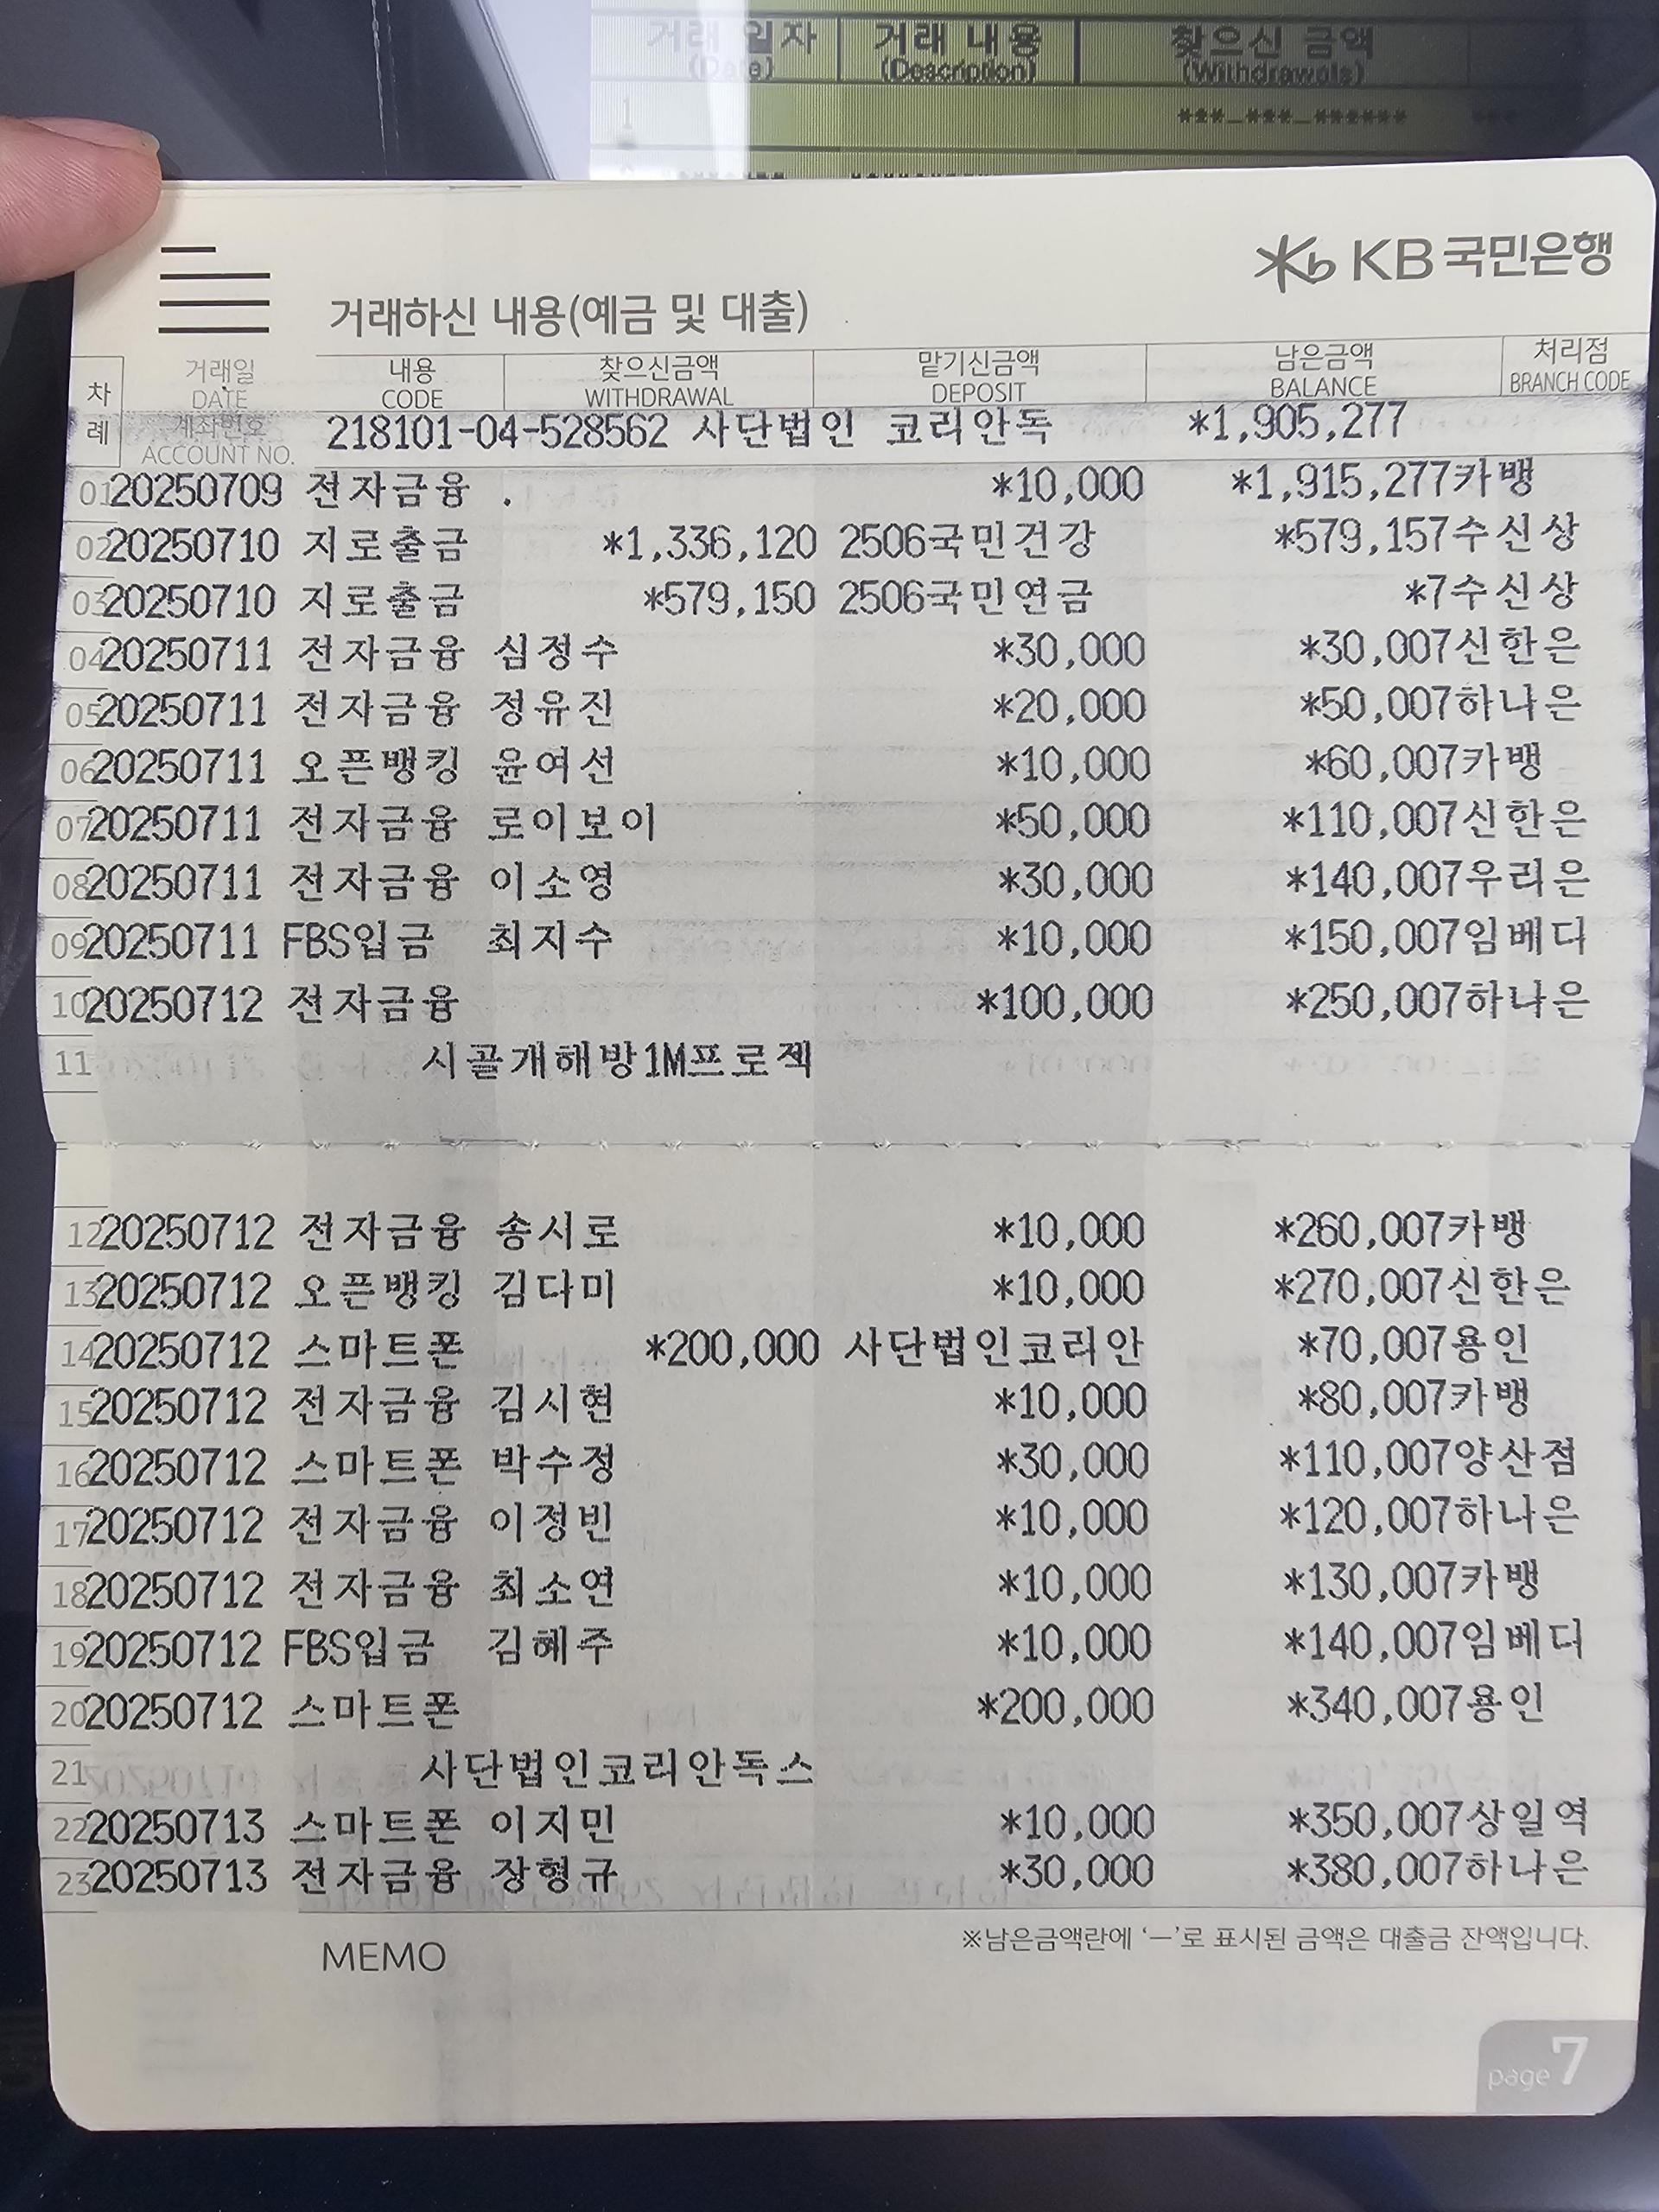 거래 일자 거래 내용 찾으신 금액
(Date) (Description) (Withdrawals)
1 ***-***-******
KB 국민은행
거래하신 내용(예금 및 대출)
차례 거래일 내용 찾으신금액 맡기신금액 남은금액 처리점
DATE CODE WITHDRAWAL DEPOSIT BALANCE BRANCH CODE
계좌번호 218101-04-528562 사단법인 코리안독 *1,905,277
ACCOUNT NO.
01 20250709 전자금융 . *10,000 *1,915,277카뱅
02 20250710 지로출금 *1,336,120 2506국민건강 *579,157수신상
03 20250710 지로출금 *579,150 2506국민연금 *7수신상
04 20250711 전자금융 심정수 *30,000 *30,007신한은
05 20250711 전자금융 정유진 *20,000 *50,007하나은
06 20250711 오픈뱅킹 윤여선 *10,000 *60,007카뱅
07 20250711 전자금융 로이보이 *50,000 *110,007신한은
08 20250711 전자금융 이소영 *30,000 *140,007우리은
09 20250711 FBS입금 최지수 *10,000 *150,007임베디
10 20250712 전자금융 *100,000 *250,007하나은
11 시골개해방1M프로젝
12 20250712 전자금융 송시로 *10,000 *260,007카뱅
13 20250712 오픈뱅킹 김다미 *10,000 *270,007신한은
14 20250712 스마트폰 *200,000 사단법인코리안 *70,007용인
15 20250712 전자금융 김시현 *10,000 *80,007카뱅
16 20250712 스마트폰 박수정 *30,000 *110,007양산점
17 20250712 전자금융 이정빈 *10,000 *120,007하나은
18 20250712 전자금융 최소연 *10,000 *130,007카뱅
19 20250712 FBS입금 김혜주 *10,000 *140,007임베디
20 20250712 스마트폰 *200,000 *340,007용인
21 사단법인코리안독스
22 20250713 스마트폰 이지민 *10,000 *350,007상일역
23 20250713 전자금융 장형규 *30,000 *380,007하나은
※남은금액란에 ‘-’로 표시된 금액은 대출금 잔액입니다.
MEMO
page 7